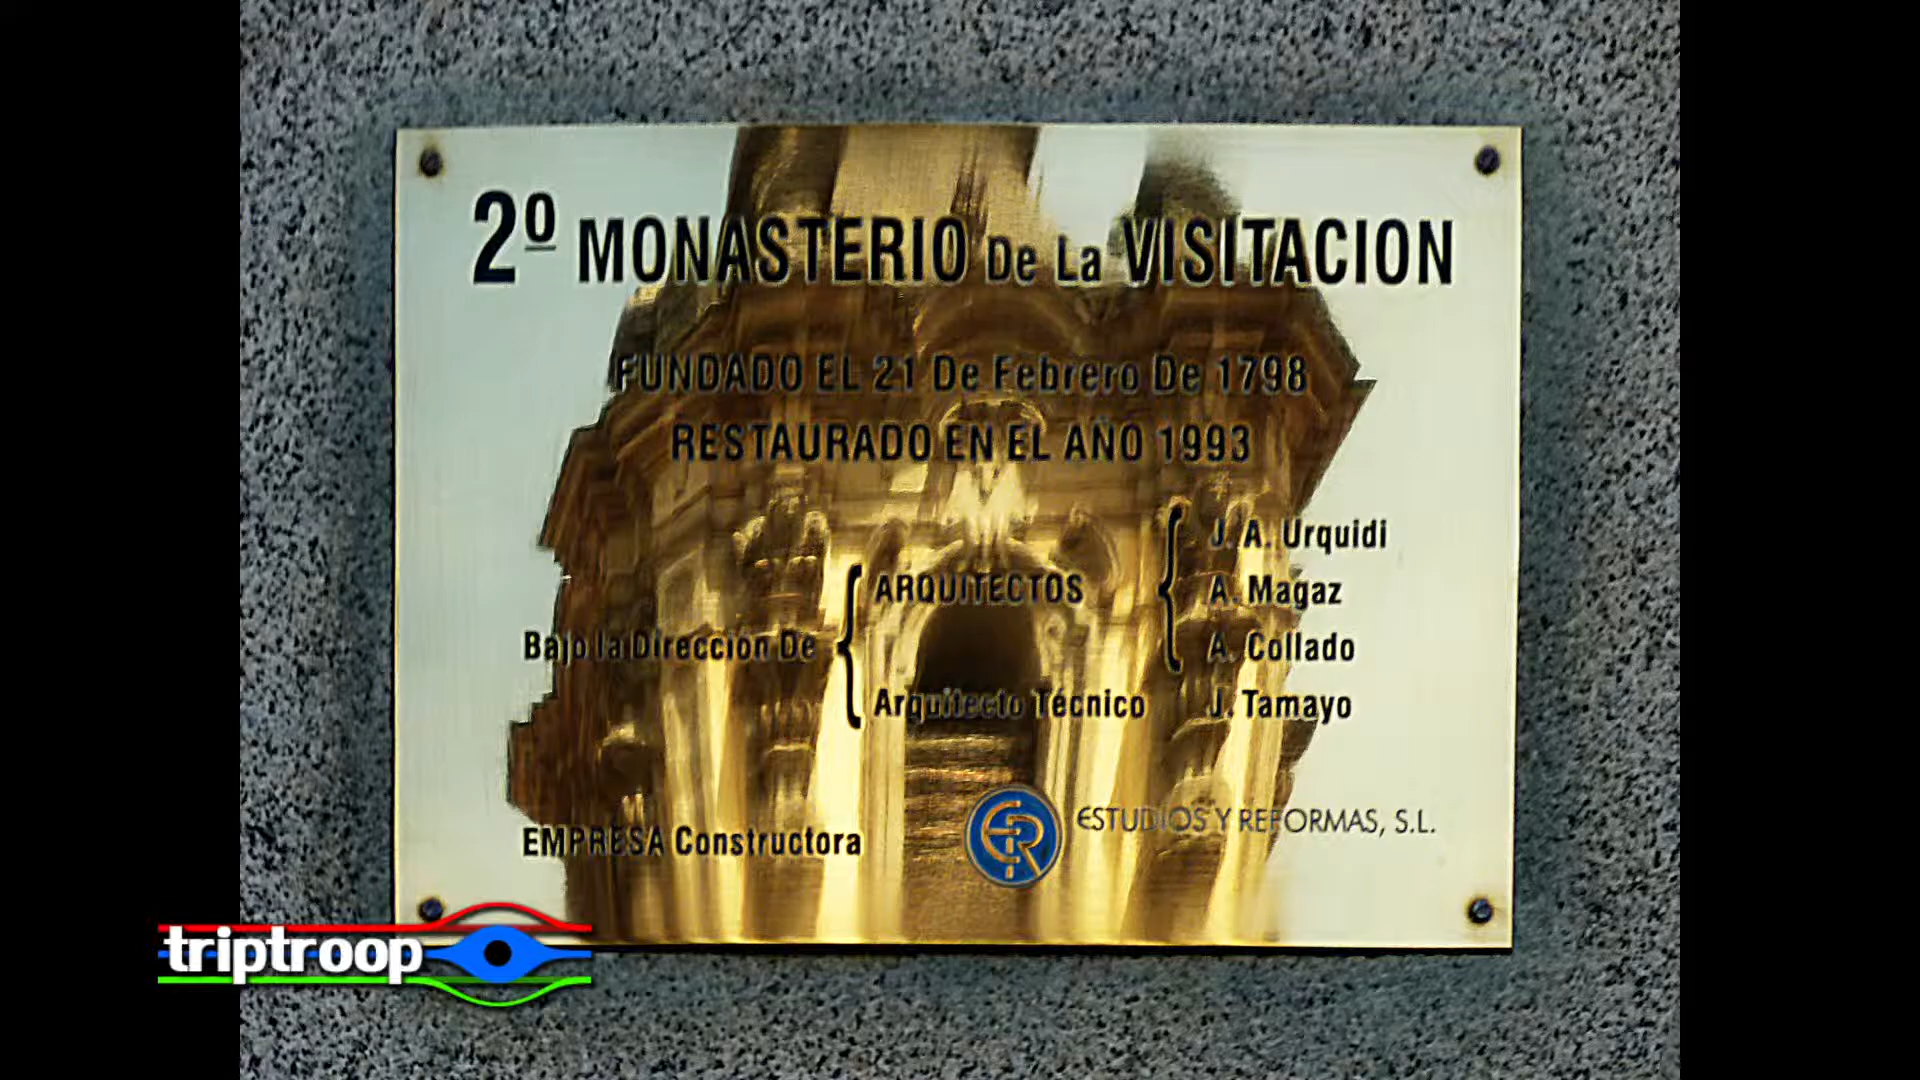 2º MONASTERIO De La VISITACION
FUNDADO EL 21 De Febrero De 1798
RESTAURADO EN EL AÑO 1993
Bajo la Dirección De { ARQUITECTOS { J. A. Urquidi
A. Magaz
A. Collado
Arquitecto Técnico J. Tamayo
EMPRESA Constructora ER ESTUDIOS Y REFORMAS, S.L.
triptroop